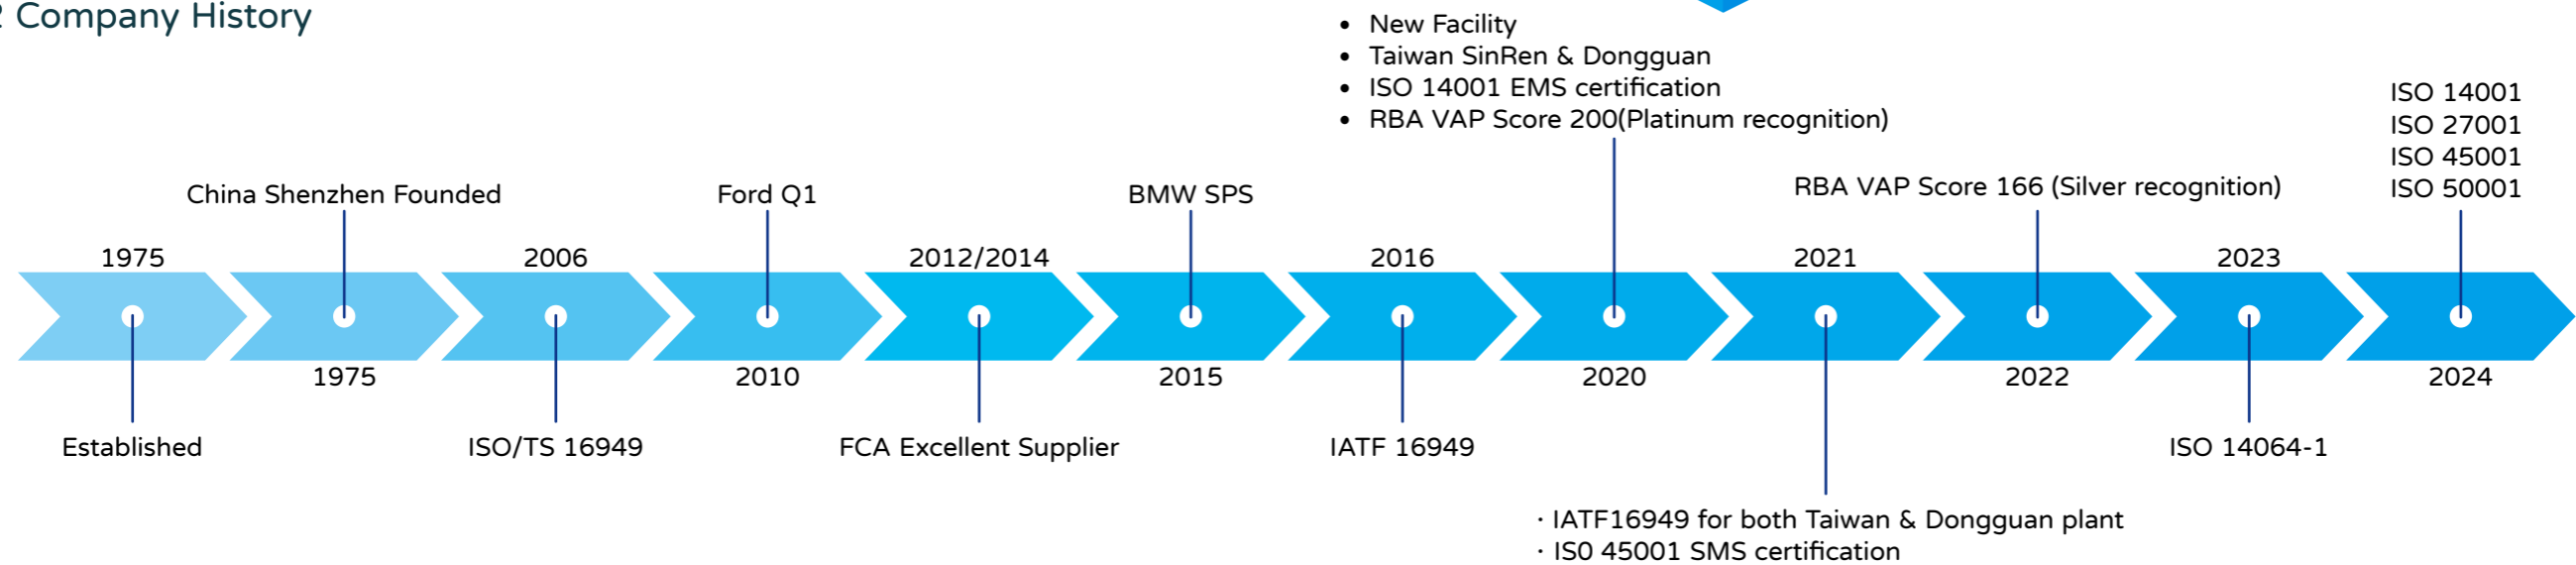 2 Company History
• New Facility
• Taiwan SinRen & Dongguan
• ISO 14001 EMS certification
• RBA VAP Score 200(Platinum recognition)
ISO 14001
ISO 27001
ISO 45001
ISO 50001
China Shenzhen Founded
Ford Q1
BMW SPS
RBA VAP Score 166 (Silver recognition)
1975
2006
2012/2014
2016
2021
2023
1975
2010
2015
2020
2022
2024
Established
ISO/TS 16949
FCA Excellent Supplier
IATF 16949
ISO 14064-1
· IATF16949 for both Taiwan & Dongguan plant
· IS0 45001 SMS certification